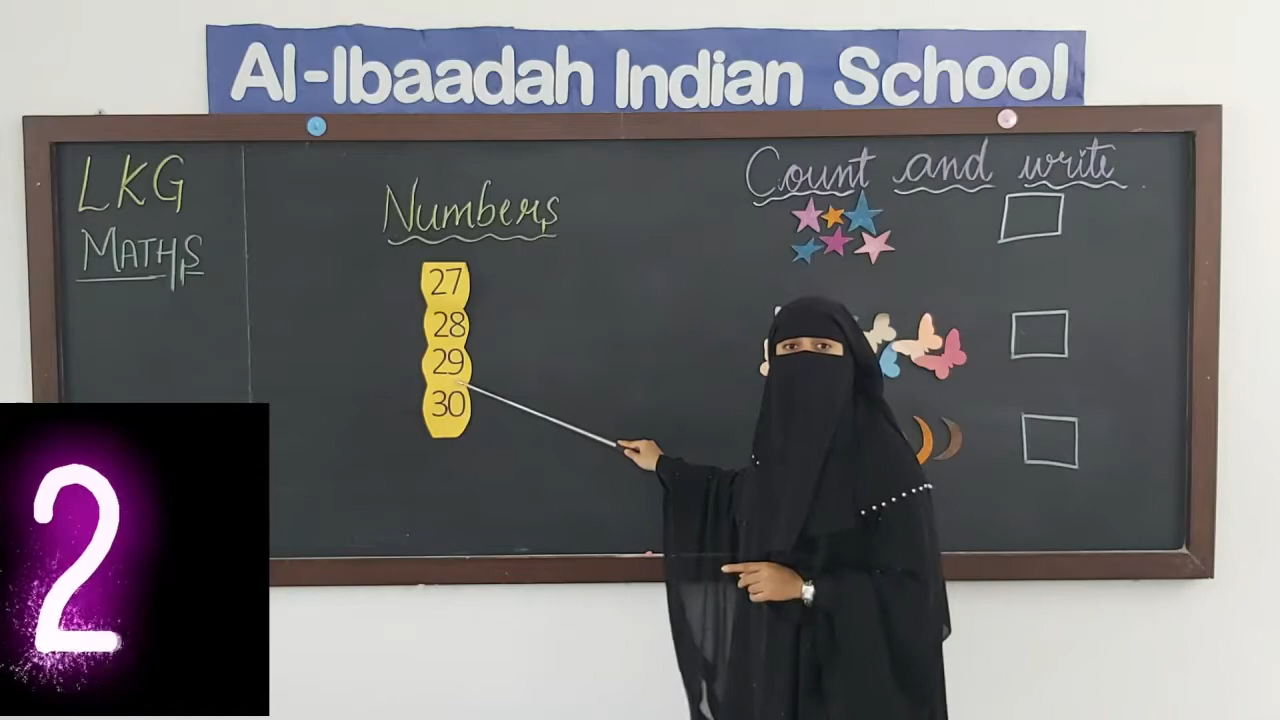 Al-Ibaadah Indian School
LKG
MATHS
Numbers
27
28
29
30
Count and write
2